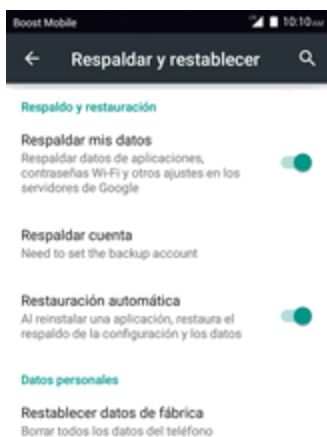 Boost Mobile 10:10AM
Respaldar y restablecer
Respaldo y restauración
Respaldar mis datos
Respaldar datos de aplicaciones,
contraseñas Wi-Fi y otros ajustes en los
servidores de Google
Respaldar cuenta
Need to set the backup account
Restauración automática
Al reinstalar una aplicación, restaura el
respaldo de la configuración y los datos
Datos personales
Restablecer datos de fábrica
Borrar todos los datos del teléfono